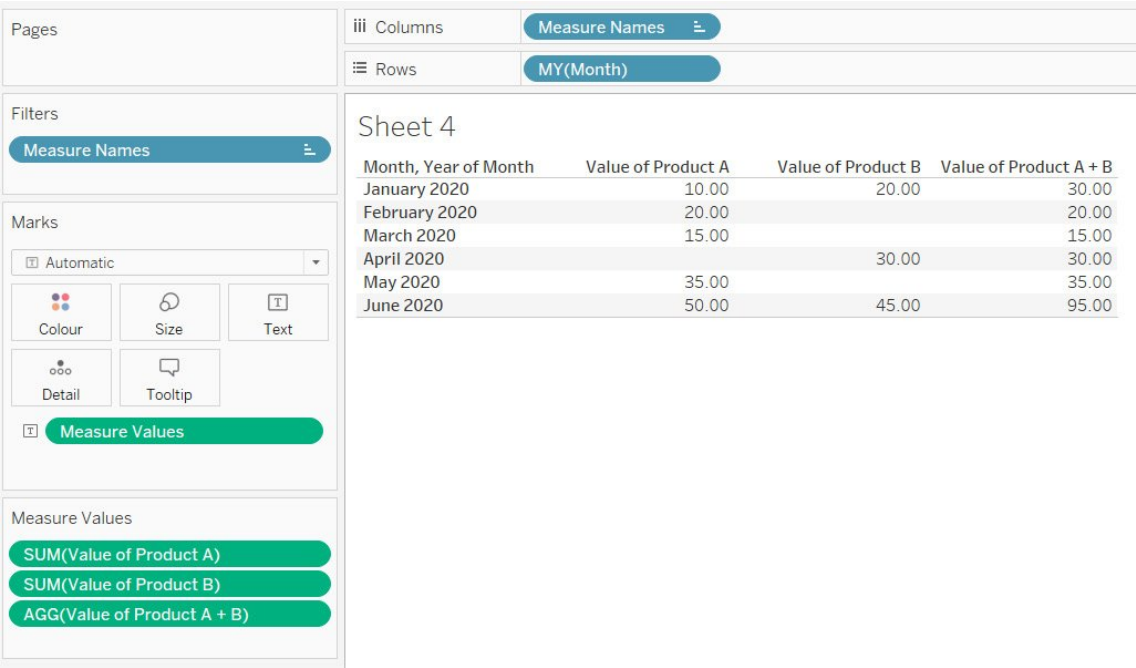 Pages
iii Columns
Measure Names
Rows
MY(Month)
Filters
Measure Names
Sheet 4
Month, Year of Month Value of Product A Value of Product B Value of Product A + B
January 2020 10.00 20.00 30.00
February 2020 20.00 20.00
March 2020 15.00 15.00
April 2020 30.00 30.00
May 2020 35.00 35.00
June 2020 50.00 45.00 95.00
Marks
T Automatic
Colour Size T Text
Detail Tooltip
T Measure Values
Measure Values
SUM(Value of Product A)
SUM(Value of Product B)
AGG(Value of Product A + B)